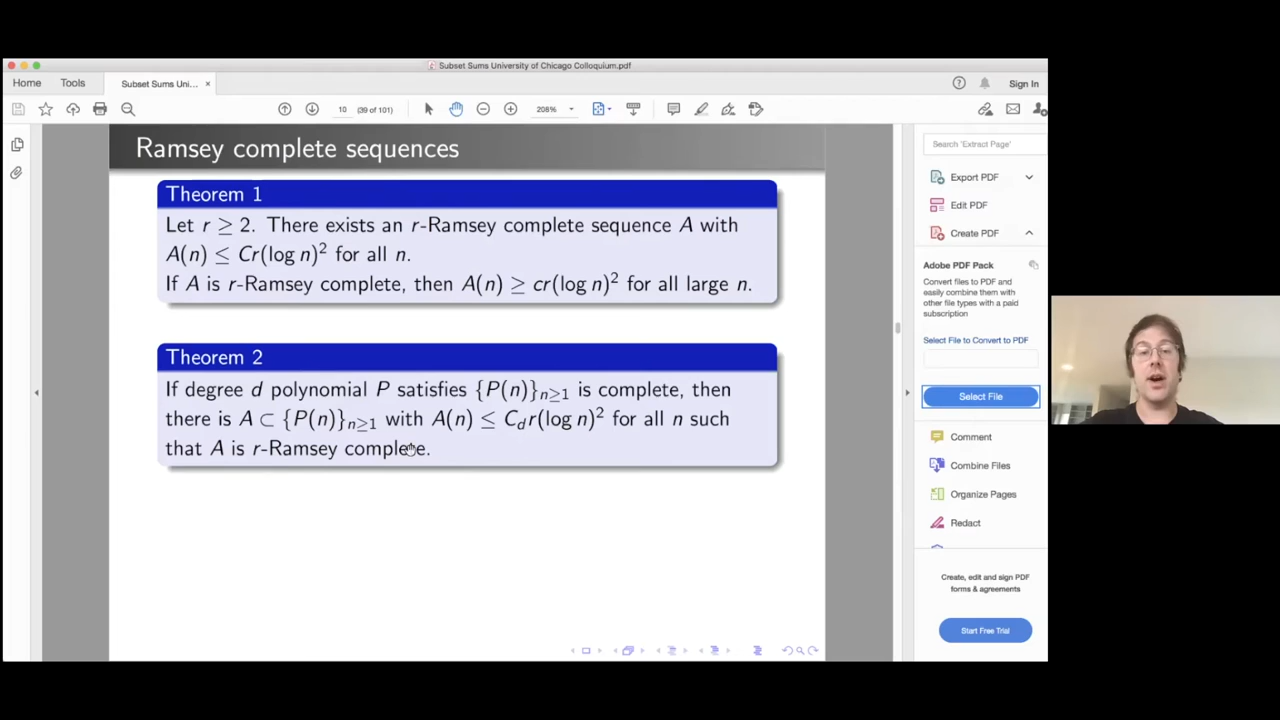 Subset Sums University of Chicago Colloquium.pdf
Home
Tools
Subset Sums Uni... ×
Sign In
10 (39 of 101)
208%
Ramsey complete sequences
Theorem 1
Let r ≥ 2. There exists an r-Ramsey complete sequence A with
A(n) ≤ Cr(log n)² for all n.
If A is r-Ramsey complete, then A(n) ≥ cr(log n)² for all large n.
Theorem 2
If degree d polynomial P satisfies {P(n)}ₙ≥₁ is complete, then
there is A ⊂ {P(n)}ₙ≥₁ with A(n) ≤ C_d r(log n)² for all n such
that A is r-Ramsey complete.
Search 'Extract Page'
Export PDF
Edit PDF
Create PDF
Adobe PDF Pack
Convert files to PDF and
easily combine them with
other file types with a paid
subscription
Select File to Convert to PDF
Select File
Comment
Combine Files
Organize Pages
Redact
Create, edit and sign PDF
forms & agreements
Start Free Trial